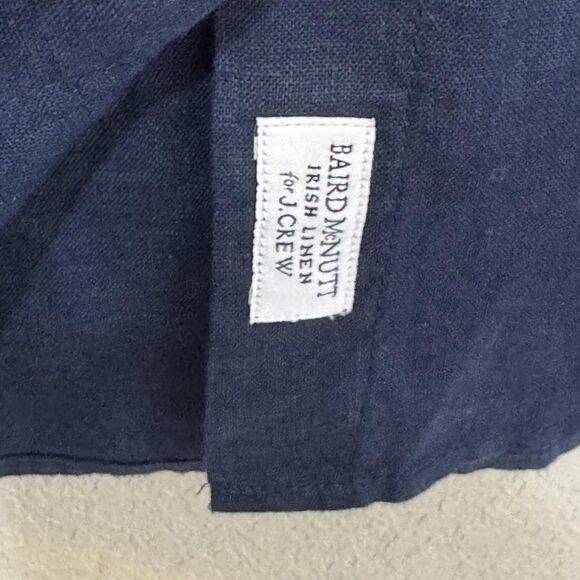 BAIRD McNUTT
IRISH LINEN
for J.CREW